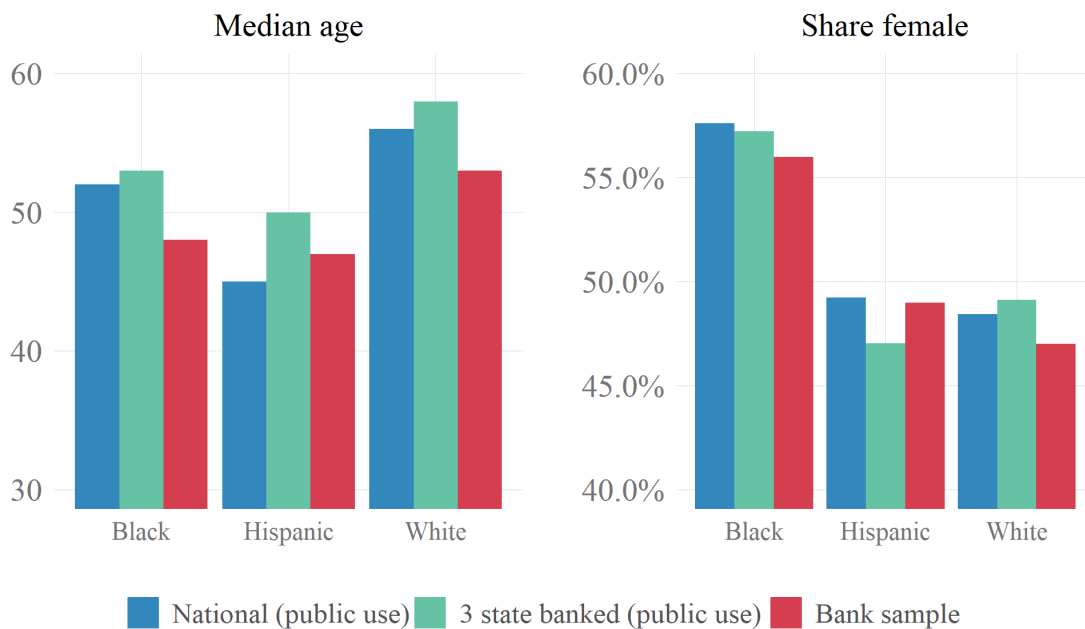 Median age
60
50
40
30
Black Hispanic White
Share female
60.0%
55.0%
50.0%
45.0%
40.0%
Black Hispanic White
National (public use) 3 state banked (public use) Bank sample